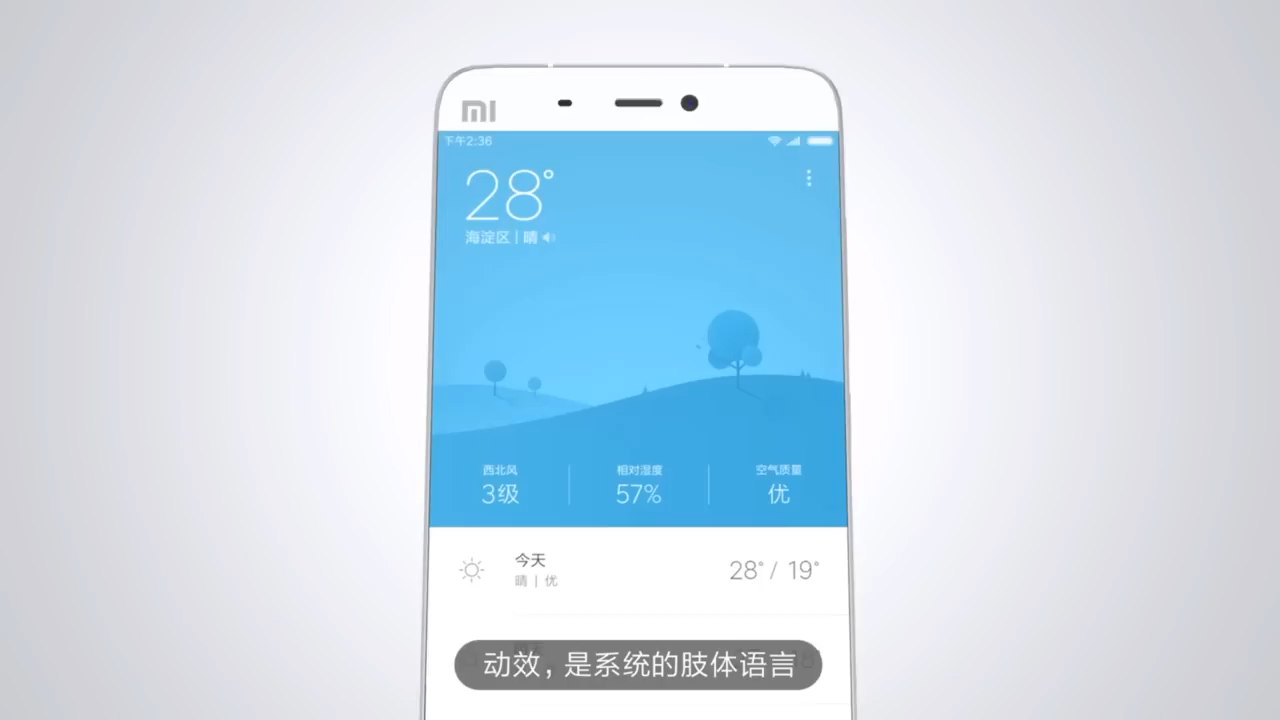 MI
下午2:36
28°
海淀区 | 晴
西北风
3级
相对湿度
57%
空气质量
优
今天
晴 | 优
28° / 19°
动效，是系统的肢体语言